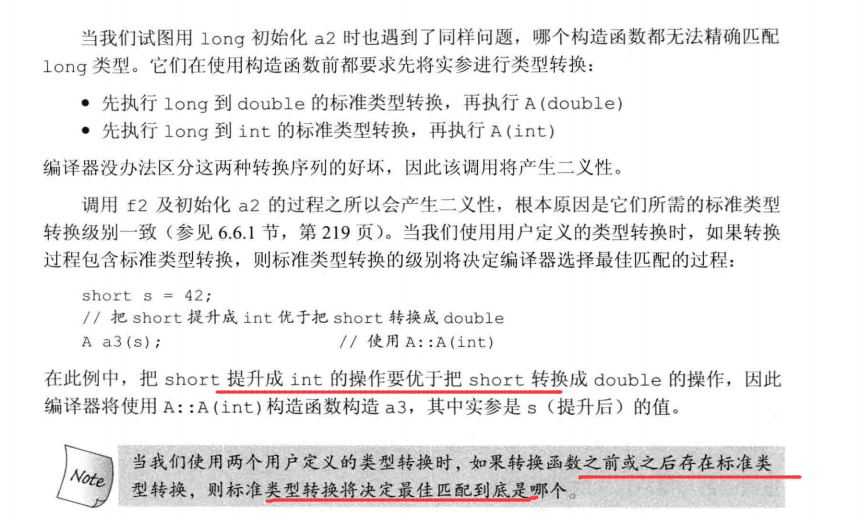 当我们试图用 long 初始化 a2 时也遇到了同样问题，哪个构造函数都无法精确匹配
long 类型。它们在使用构造函数前都要求先将实参进行类型转换：
● 先执行 long 到 double 的标准类型转换，再执行 A(double)
● 先执行 long 到 int 的标准类型转换，再执行 A(int)
编译器没办法区分这两种转换序列的好坏，因此该调用将产生二义性。
调用 f2 及初始化 a2 的过程之所以会产生二义性，根本原因是它们所需的标准类型
转换级别一致（参见 6.6.1 节，第 219 页）。当我们使用用户定义的类型转换时，如果转换
过程包含标准类型转换，则标准类型转换的级别将决定编译器选择最佳匹配的过程：
short s = 42;
// 把 short 提升成 int 优于把 short 转换成 double
A a3(s); // 使用 A::A(int)
在此例中，把 short 提升成 int 的操作要优于把 short 转换成 double 的操作，因此
编译器将使用 A::A(int)构造函数构造 a3，其中实参是 s（提升后）的值。
Note
当我们使用两个用户定义的类型转换时，如果转换函数之前或之后存在标准类
型转换，则标准类型转换将决定最佳匹配到底是哪个。